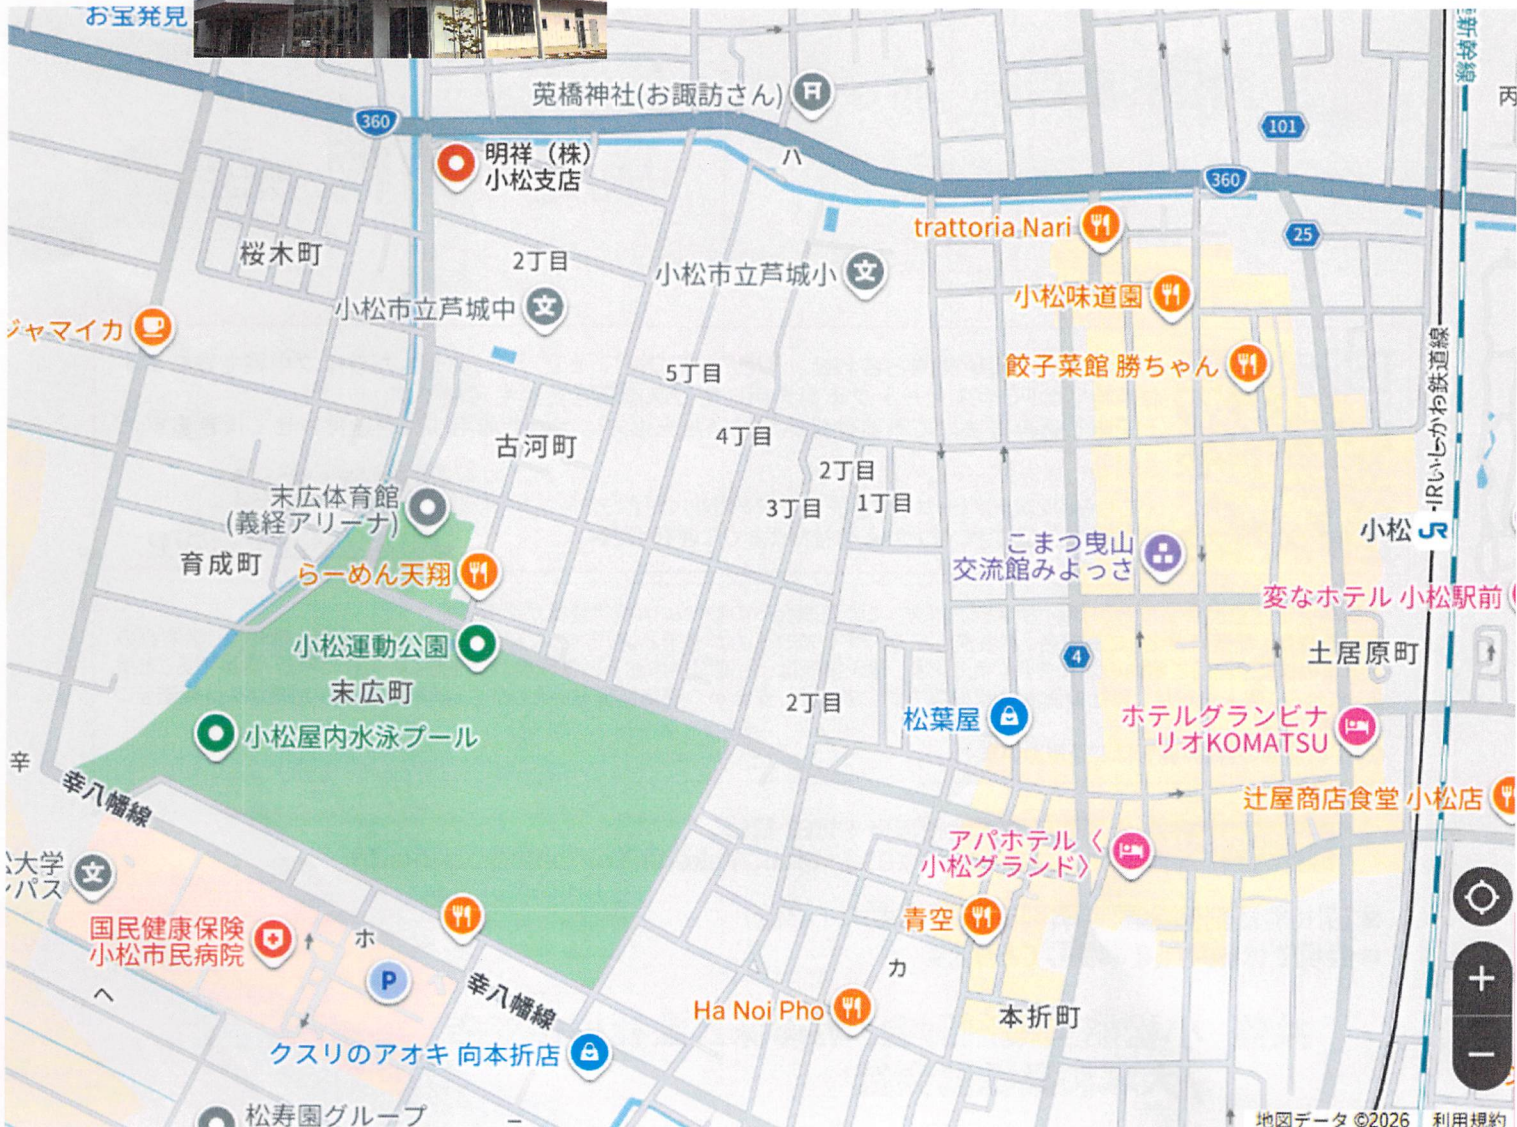 お宝発見
新幹線
丙
菟橋神社(お諏訪さん)
360
101
明祥（株）
小松支店
ハ
360
trattoria Nari
25
桜木町
2丁目
小松市立芦城小
小松味道園
小松市立芦城中
ジャマイカ
餃子菜館 勝ちゃん
5丁目
IRいしかわ鉄道線
4丁目
古河町
2丁目
3丁目
1丁目
末広体育館
(義経アリーナ)
小松 JR
こまつ曳山
交流館みよっさ
育成町
らーめん天翔
変なホテル 小松駅前
小松運動公園
4
土居原町
末広町
2丁目
松葉屋
ホテルグランビナ
リオKOMATSU
小松屋内水泳プール
辛
幸八幡線
辻屋商店食堂 小松店
アパホテル〈
小松グランド〉
大学
パス
国民健康保険
小松市民病院
ホ
青空
カ
P
ヘ
幸八幡線
Ha Noi Pho
本折町
クスリのアオキ 向本折店
松寿園グループ
地図データ ©2026 利用規約